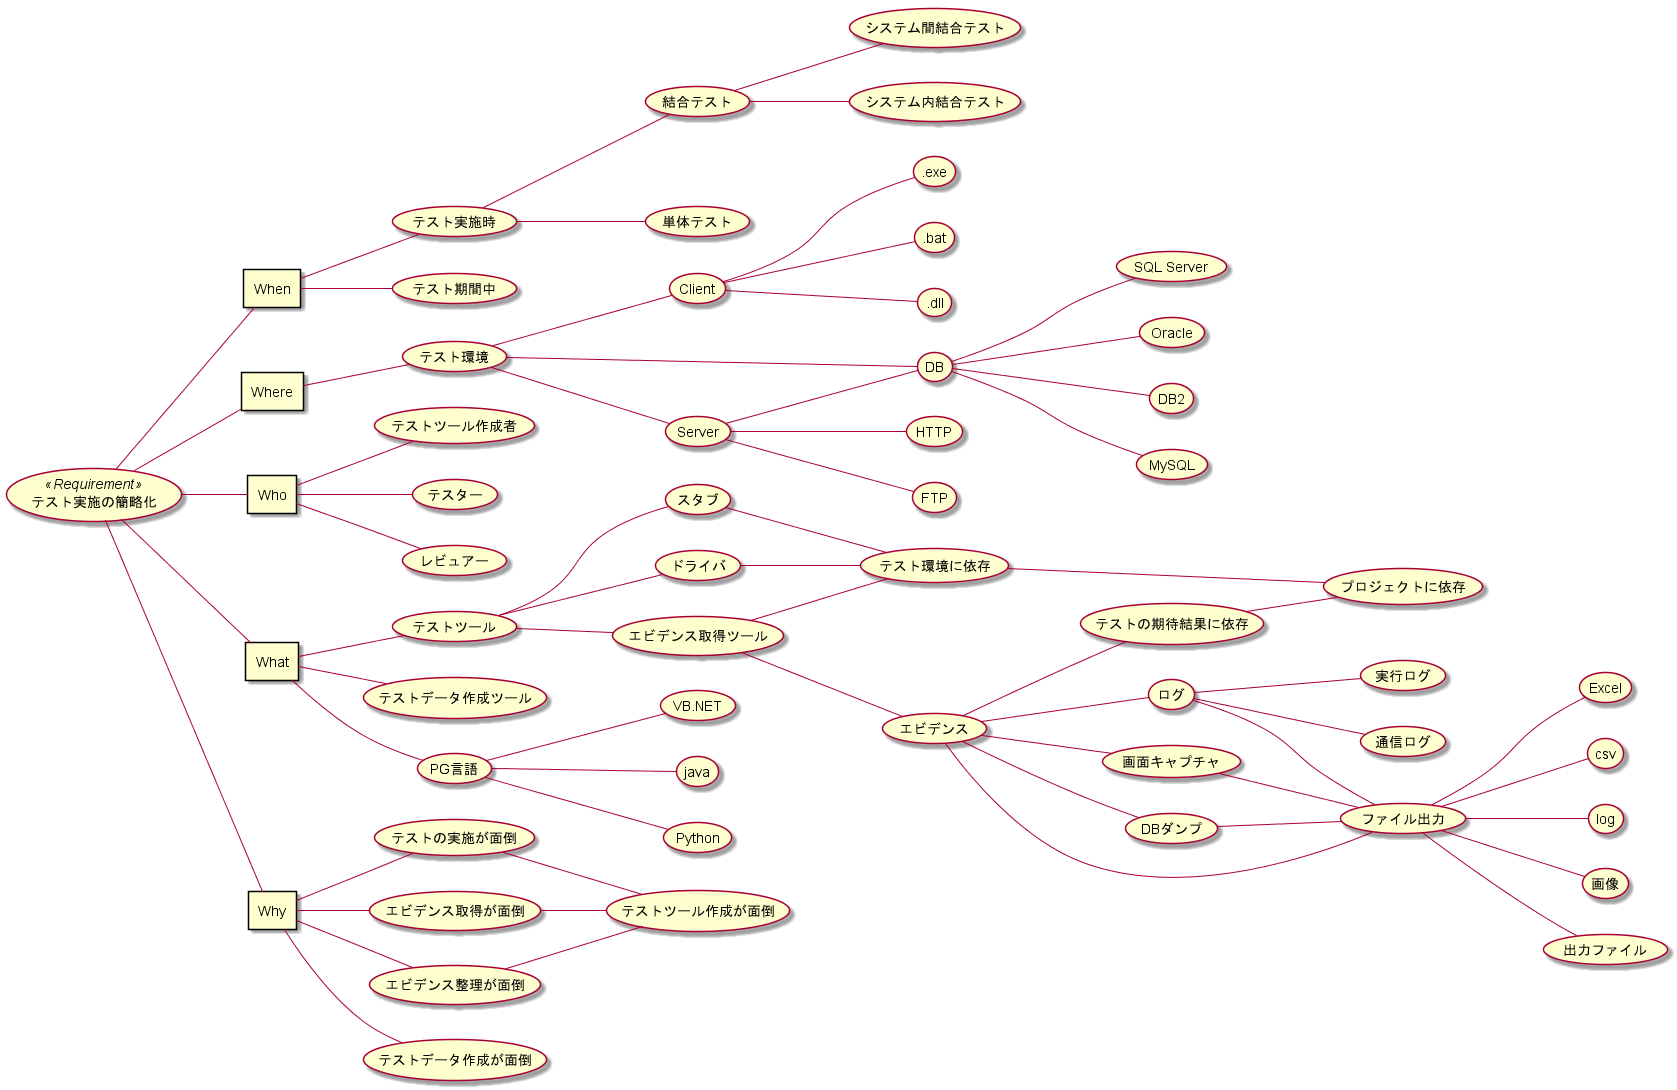 システム間結合テスト
結合テスト
システム内結合テスト
.exe
テスト実施時
単体テスト
.bat
SQL Server
When
テスト期間中
Client
.dll
Oracle
テスト環境
DB
Where
DB2
テストツール作成者
Server
HTTP
MySQL
« Requirement »
テスト実施の簡略化
Who
テスター
スタブ
FTP
レビュアー
ドライバ
テスト環境に依存
プロジェクトに依存
テストツール
エビデンス取得ツール
テストの期待結果に依存
What
実行ログ
テストデータ作成ツール
ログ
Excel
VB.NET
エビデンス
通信ログ
画面キャプチャ
csv
PG言語
java
DBダンプ
ファイル出力
log
テストの実施が面倒
Python
画像
Why
エビデンス取得が面倒
テストツール作成が面倒
出力ファイル
エビデンス整理が面倒
テストデータ作成が面倒